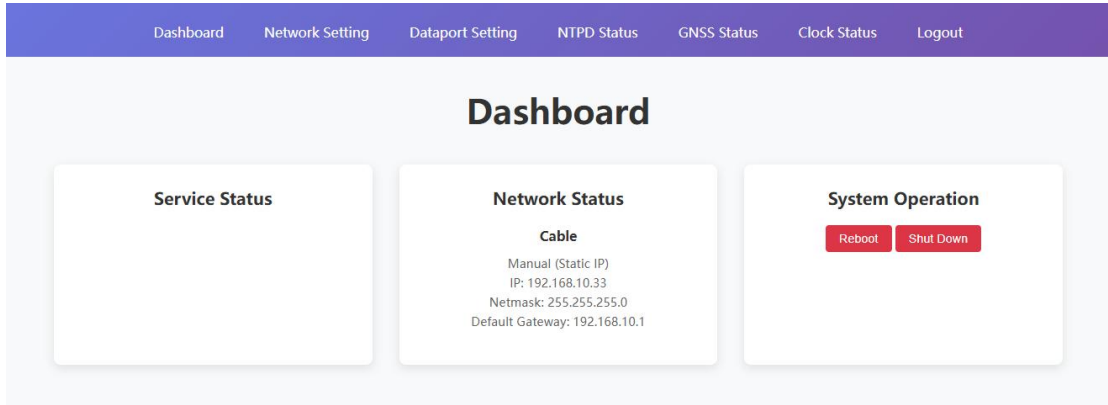 Dashboard Network Setting Dataport Setting NTPD Status GNSS Status Clock Status Logout
Dashboard
Service Status
Network Status
Cable
Manual (Static IP)
IP: 192.168.10.33
Netmask: 255.255.255.0
Default Gateway: 192.168.10.1
System Operation
Reboot Shut Down